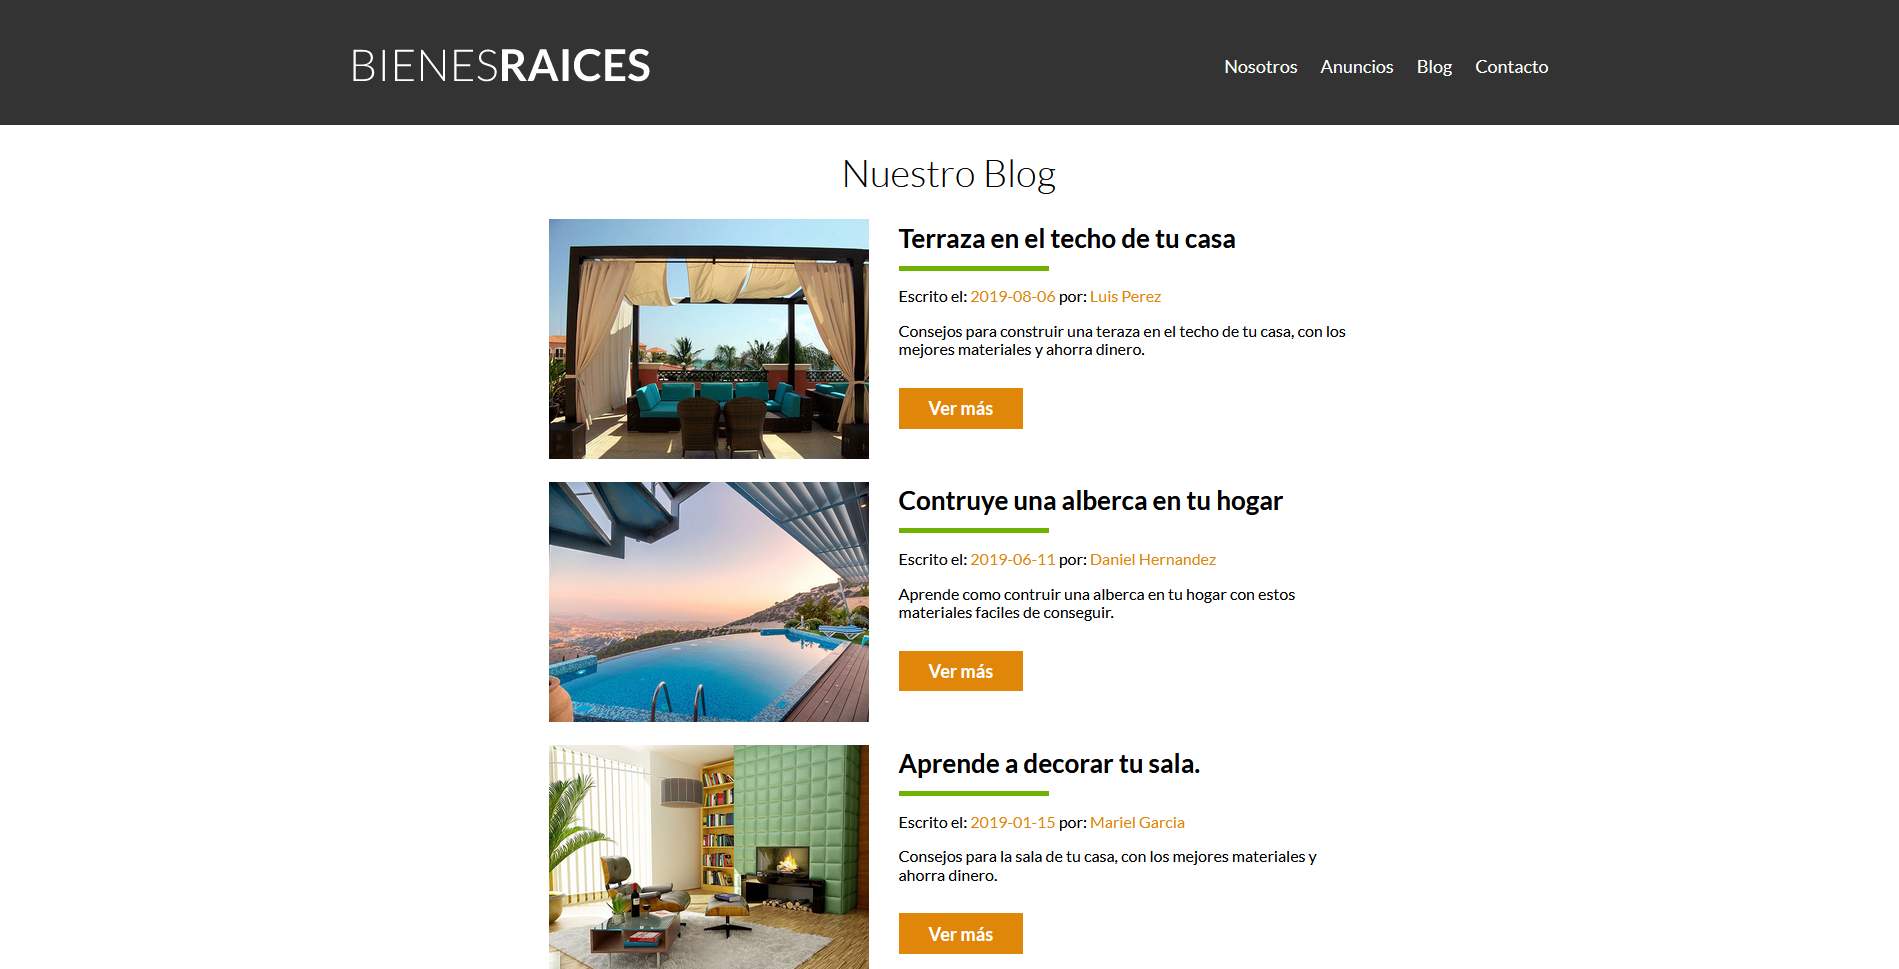 BIENESRAICES
Nosotros Anuncios Blog Contacto
Nuestro Blog
Terraza en el techo de tu casa
Escrito el: 2019-08-06 por: Luis Perez
Consejos para construir una teraza en el techo de tu casa, con los
mejores materiales y ahorra dinero.
Ver más
Contruye una alberca en tu hogar
Escrito el: 2019-06-11 por: Daniel Hernandez
Aprende como contruir una alberca en tu hogar con estos
materiales faciles de conseguir.
Ver más
Aprende a decorar tu sala.
Escrito el: 2019-01-15 por: Mariel Garcia
Consejos para la sala de tu casa, con los mejores materiales y
ahorra dinero.
Ver más